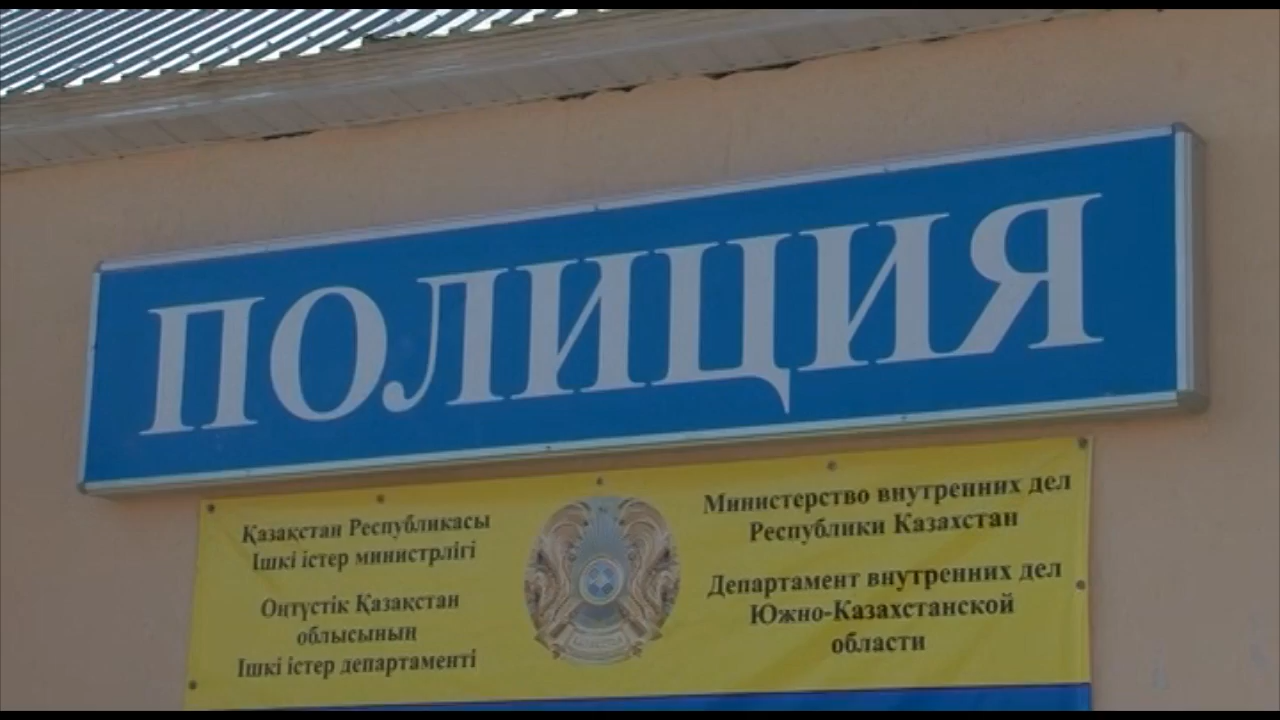 ПОЛИЦИЯ
Қазақстан Республикасы
Ішкі істер министрлігі
Оңтүстік Қазақстан
облысының
Ішкі істер департаменті
Министерство внутренних дел
Республики Казахстан
Департамент внутренних дел
Южно-Казахстанской
области